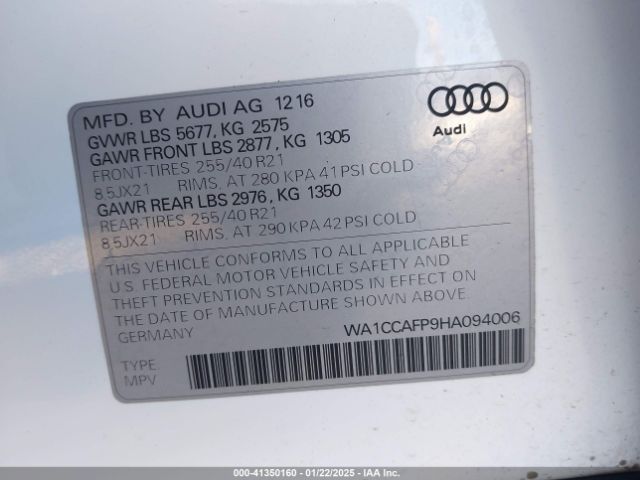 MFD. BY AUDI AG 12 16
GVWR LBS 5677, KG 2575
GAWR FRONT LBS 2877, KG 1305
FRONT-TIRES 255/40 R21
8,5JX21 RIMS, AT 280 KPA 41 PSI COLD
GAWR REAR LBS 2976, KG 1350
REAR-TIRES 255/40 R21
8,5JX21 RIMS, AT 290 KPA 42 PSI COLD
Audi
THIS VEHICLE CONFORMS TO ALL APPLICABLE
U.S. FEDERAL MOTOR VEHICLE SAFETY AND
THEFT PREVENTION STANDARDS IN EFFECT ON
THE DATE OF MANUFACTURE SHOWN ABOVE
GERMANY
WA1CCAFP9HA094006
TYPE:
MPV
000-41350160 - 01/22/2025 - IAA Inc.